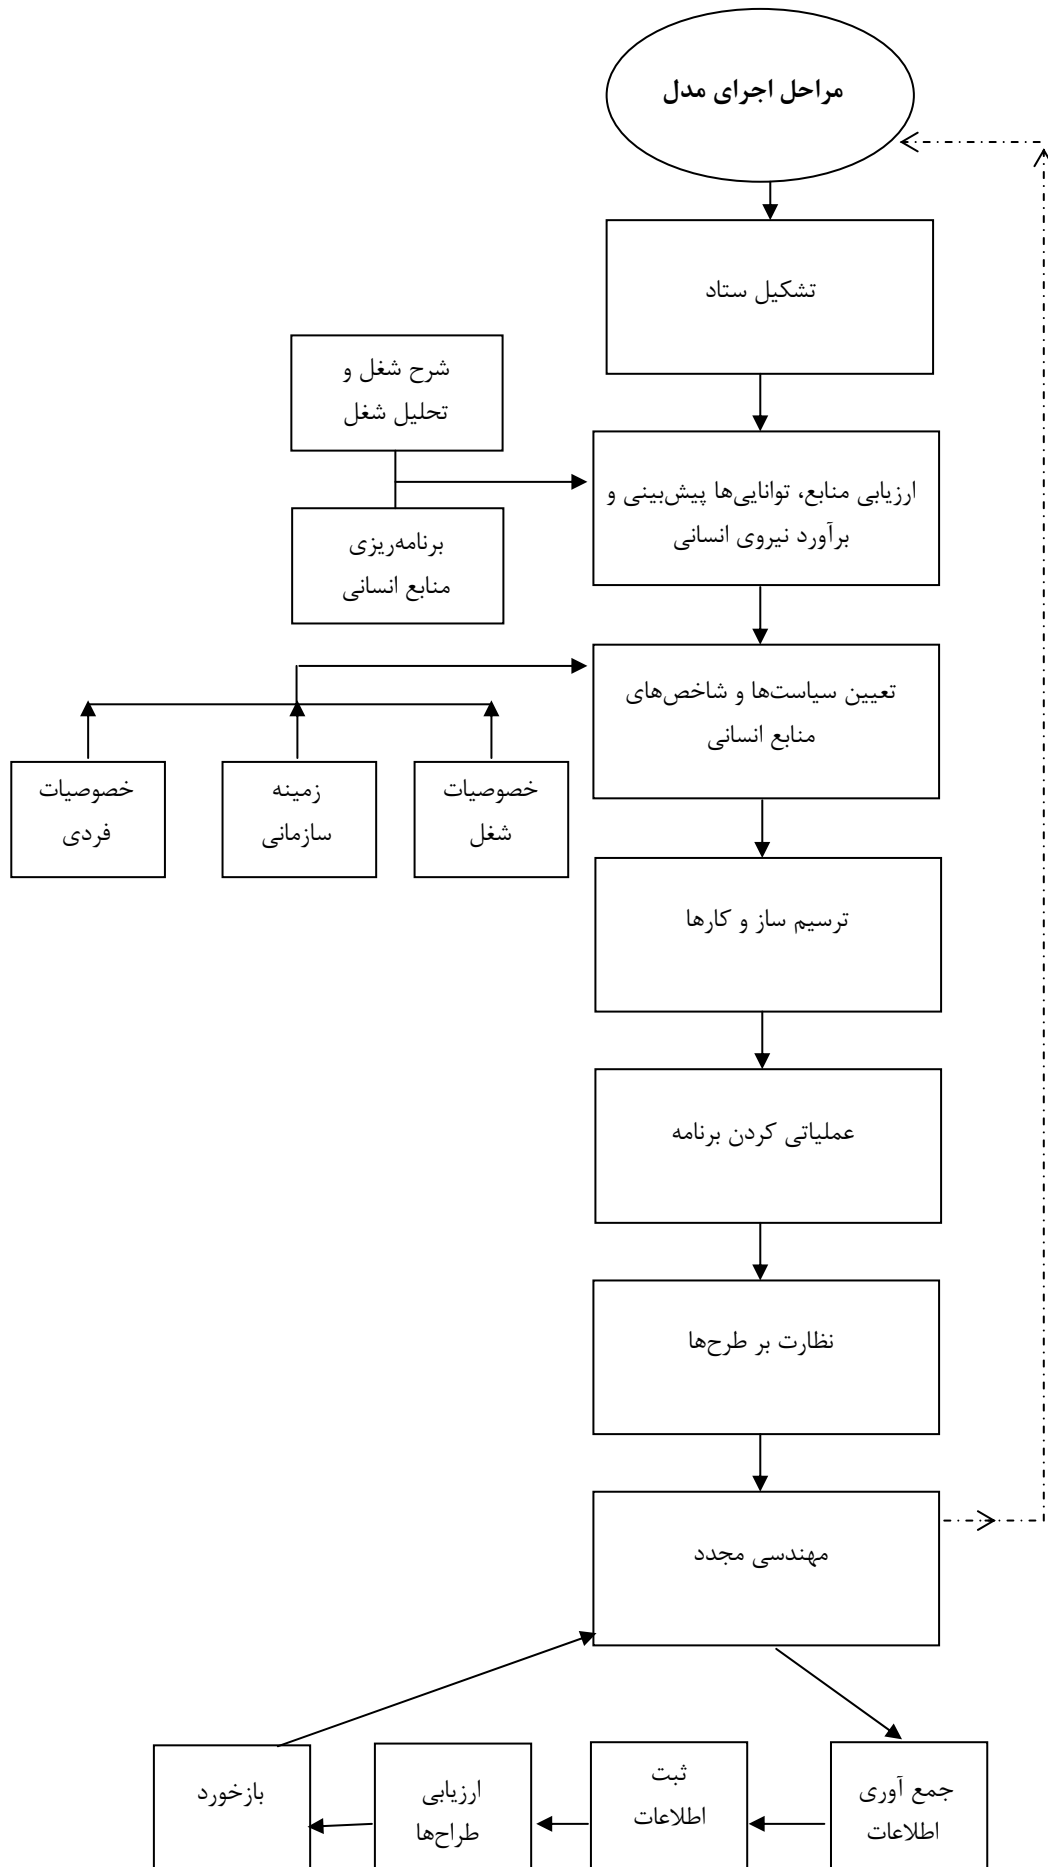 مراحل اجرای مدل
تشکیل ستاد
شرح شغل و
تحلیل شغل
ارزیابی منابع، توانایی‌ها پیش‌بینی و
برآورد نیروی انسانی
برنامه‌ریزی
منابع انسانی
تعیین سیاست‌ها و شاخص‌های
منابع انسانی
خصوصیات
شغل
زمینه
سازمانی
خصوصیات
فردی
ترسیم ساز و کارها
عملیاتی کردن برنامه
نظارت بر طرح‌ها
مهندسی مجدد
جمع آوری
اطلاعات
ثبت
اطلاعات
ارزیابی
طراح‌ها
بازخورد